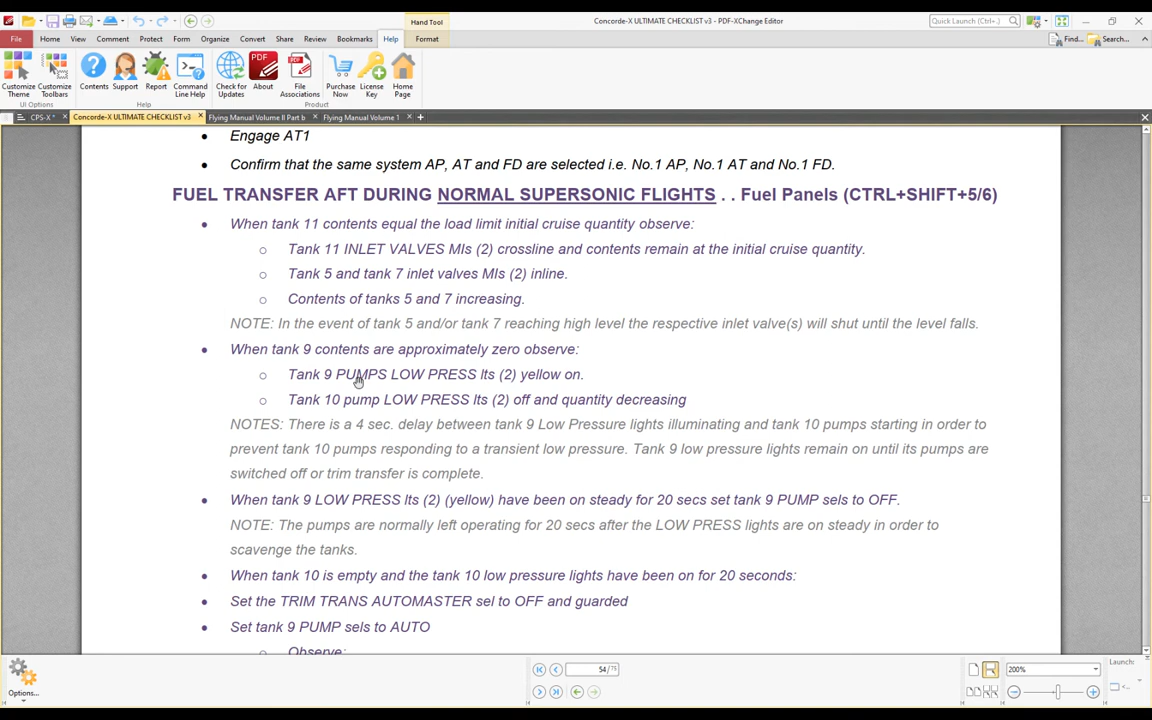 Hand Tool
Concorde-X ULTIMATE CHECKLIST v3 - PDF-XChange Editor
Quick Launch (Ctrl+.)
File Home View Comment Protect Form Organize Convert Share Review Bookmarks Help Format
Find... Search...
Customize Theme
Customize Toolbars
Contents
Support
Report
Command Line Help
Check for Updates
About
File Associations
Purchase Now
License Key
Home Page
UI Options
Help
Product
CPS-X *
Concorde-X ULTIMATE CHECKLIST v3
Flying Manual Volume II Part b
Flying Manual Volume 1
• Engage AT1
• Confirm that the same system AP, AT and FD are selected i.e. No.1 AP, No.1 AT and No.1 FD.
FUEL TRANSFER AFT DURING NORMAL SUPERSONIC FLIGHTS . . Fuel Panels (CTRL+SHIFT+5/6)
• When tank 11 contents equal the load limit initial cruise quantity observe:
o Tank 11 INLET VALVES MIs (2) crossline and contents remain at the initial cruise quantity.
o Tank 5 and tank 7 inlet valves MIs (2) inline.
o Contents of tanks 5 and 7 increasing.
NOTE: In the event of tank 5 and/or tank 7 reaching high level the respective inlet valve(s) will shut until the level falls.
• When tank 9 contents are approximately zero observe:
o Tank 9 PUMPS LOW PRESS lts (2) yellow on.
o Tank 10 pump LOW PRESS lts (2) off and quantity decreasing
NOTES: There is a 4 sec. delay between tank 9 Low Pressure lights illuminating and tank 10 pumps starting in order to
prevent tank 10 pumps responding to a transient low pressure. Tank 9 low pressure lights remain on until its pumps are
switched off or trim transfer is complete.
• When tank 9 LOW PRESS lts (2) (yellow) have been on steady for 20 secs set tank 9 PUMP sels to OFF.
NOTE: The pumps are normally left operating for 20 secs after the LOW PRESS lights are on steady in order to
scavenge the tanks.
• When tank 10 is empty and the tank 10 low pressure lights have been on for 20 seconds:
• Set the TRIM TRANS AUTOMASTER sel to OFF and guarded
• Set tank 9 PUMP sels to AUTO
o Observe:
Options...
54/75
200%
Launch: